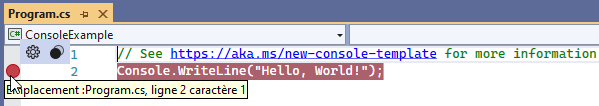 Program.cs
C# ConsoleExample
1 // See https://aka.ms/new-console-template for more information
2 Console.WriteLine("Hello, World!");
Emplacement :Program.cs, ligne 2 caractère 1